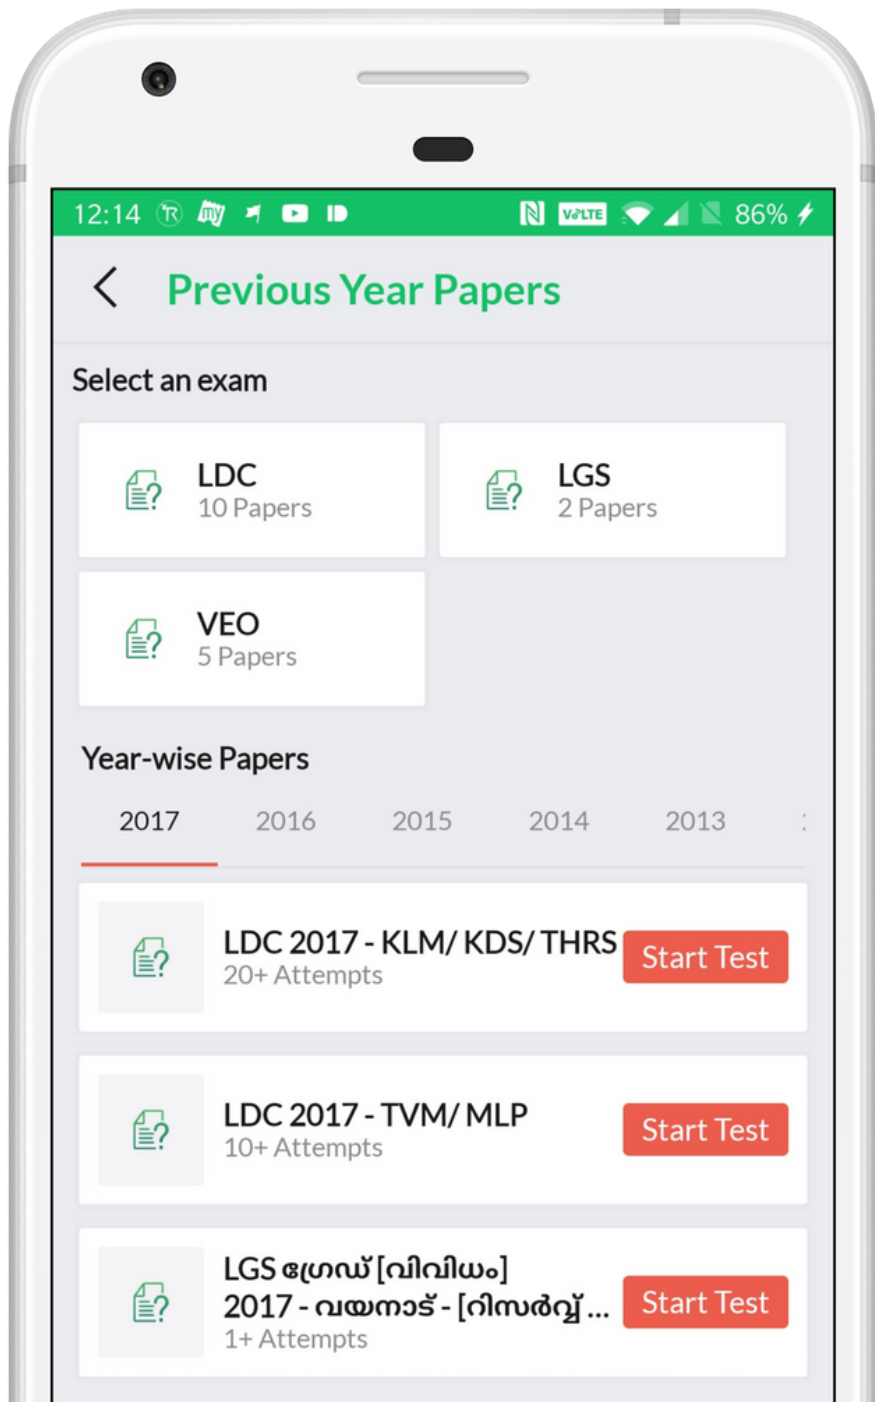 12:14 VoLTE 86%
Previous Year Papers
Select an exam
LDC
10 Papers
LGS
2 Papers
VEO
5 Papers
Year-wise Papers
2017 2016 2015 2014 2013
LDC 2017 - KLM/ KDS/ THRS
20+ Attempts
Start Test
LDC 2017 - TVM/ MLP
10+ Attempts
Start Test
LGS ഗ്രേഡ് [വിവിധം]
2017 - വയനാട് - [റിസർവ്വ് ...
1+ Attempts
Start Test